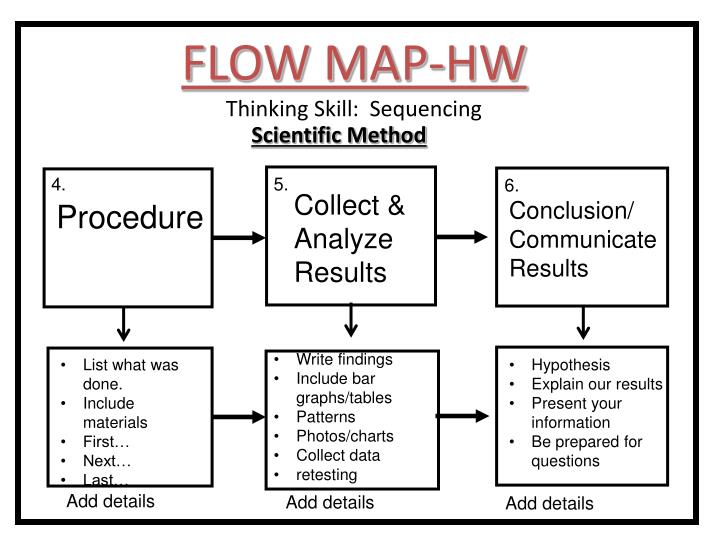 FLOW MAP-HW
Thinking Skill:  Sequencing
Scientific Method
4.
Procedure
5.
Collect &
Analyze
Results
6.
Conclusion/
Communicate
Results
• List what was
done.
• Include
materials
• First…
• Next…
• Last…
Add details
• Write findings
• Include bar
graphs/tables
• Patterns
• Photos/charts
• Collect data
• retesting
Add details
• Hypothesis
• Explain our results
• Present your
information
• Be prepared for
questions
Add details